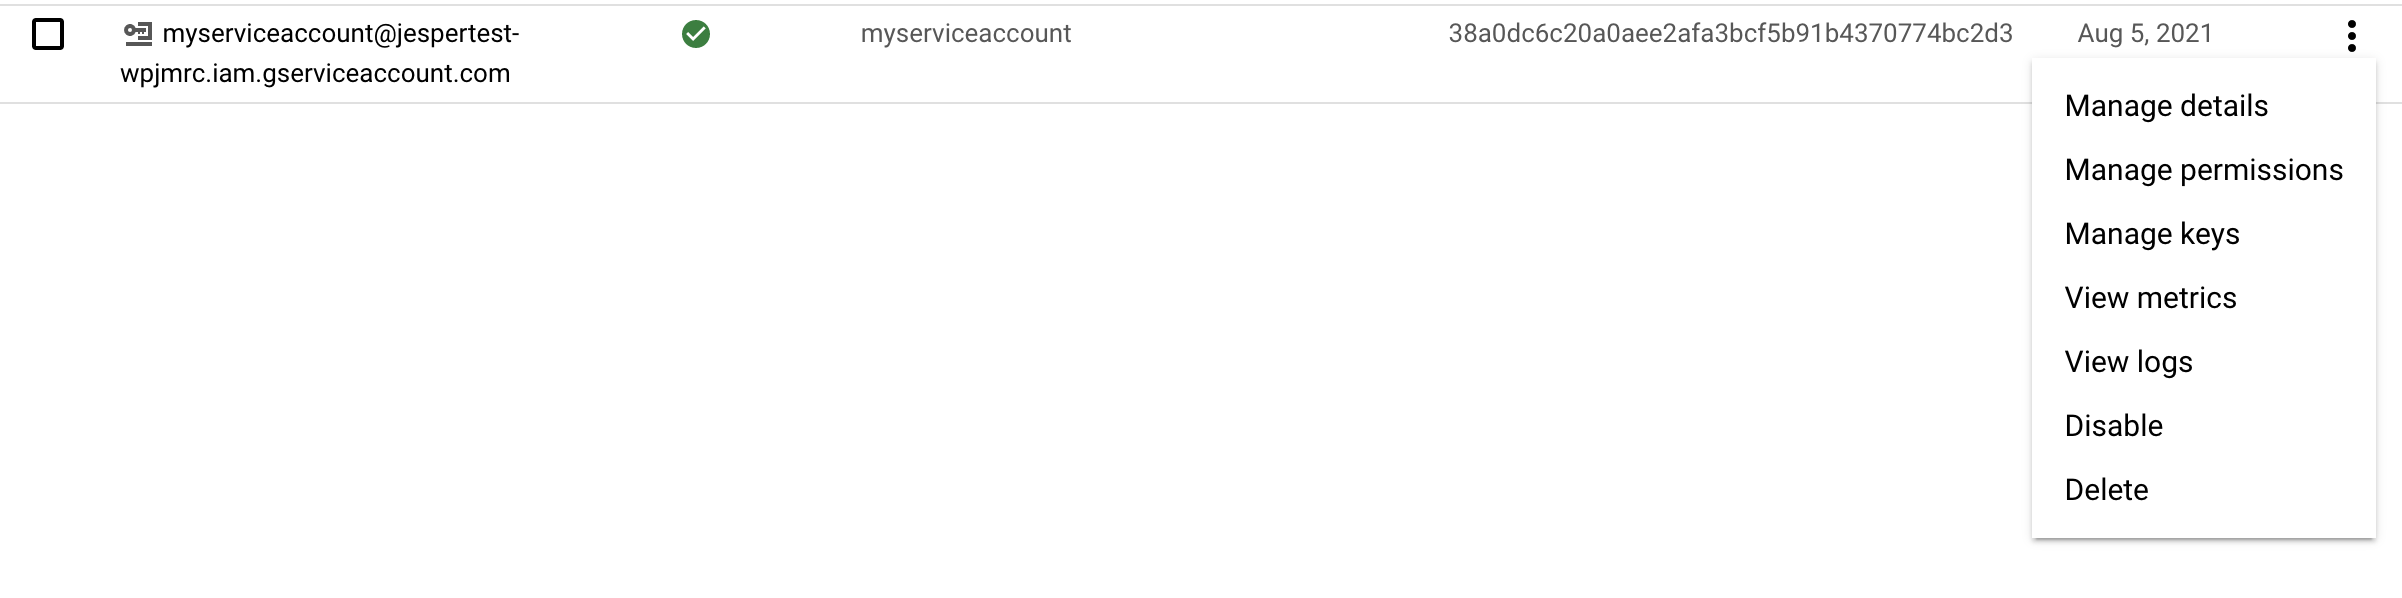 myserviceaccount@jespertest-
wpjmrc.iam.gserviceaccount.com
myserviceaccount
38a0dc6c20a0aee2afa3bcf5b91b4370774bc2d3
Aug 5, 2021
Manage details
Manage permissions
Manage keys
View metrics
View logs
Disable
Delete